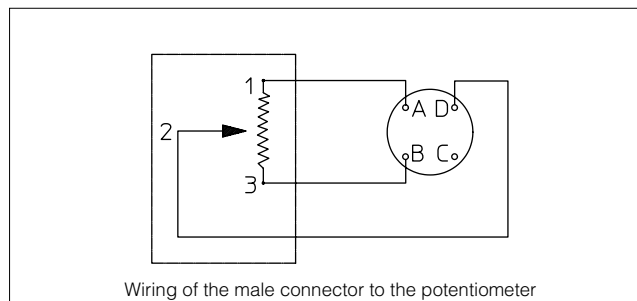 1
A D
2
B C
3
Wiring of the male connector to the potentiometer